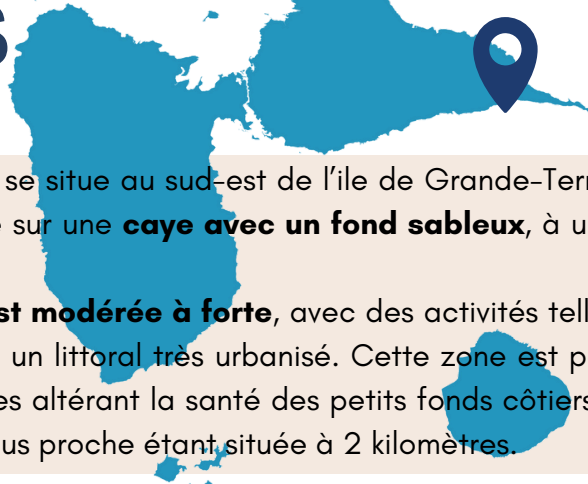 S
se situe au sud-est de l'ile de Grande-Terr
sur une caye avec un fond sableux, à u
st modérée à forte, avec des activités tell
un littoral très urbanisé. Cette zone est p
es altérant la santé des petits fonds côtiers
us proche étant située à 2 kilomètres.